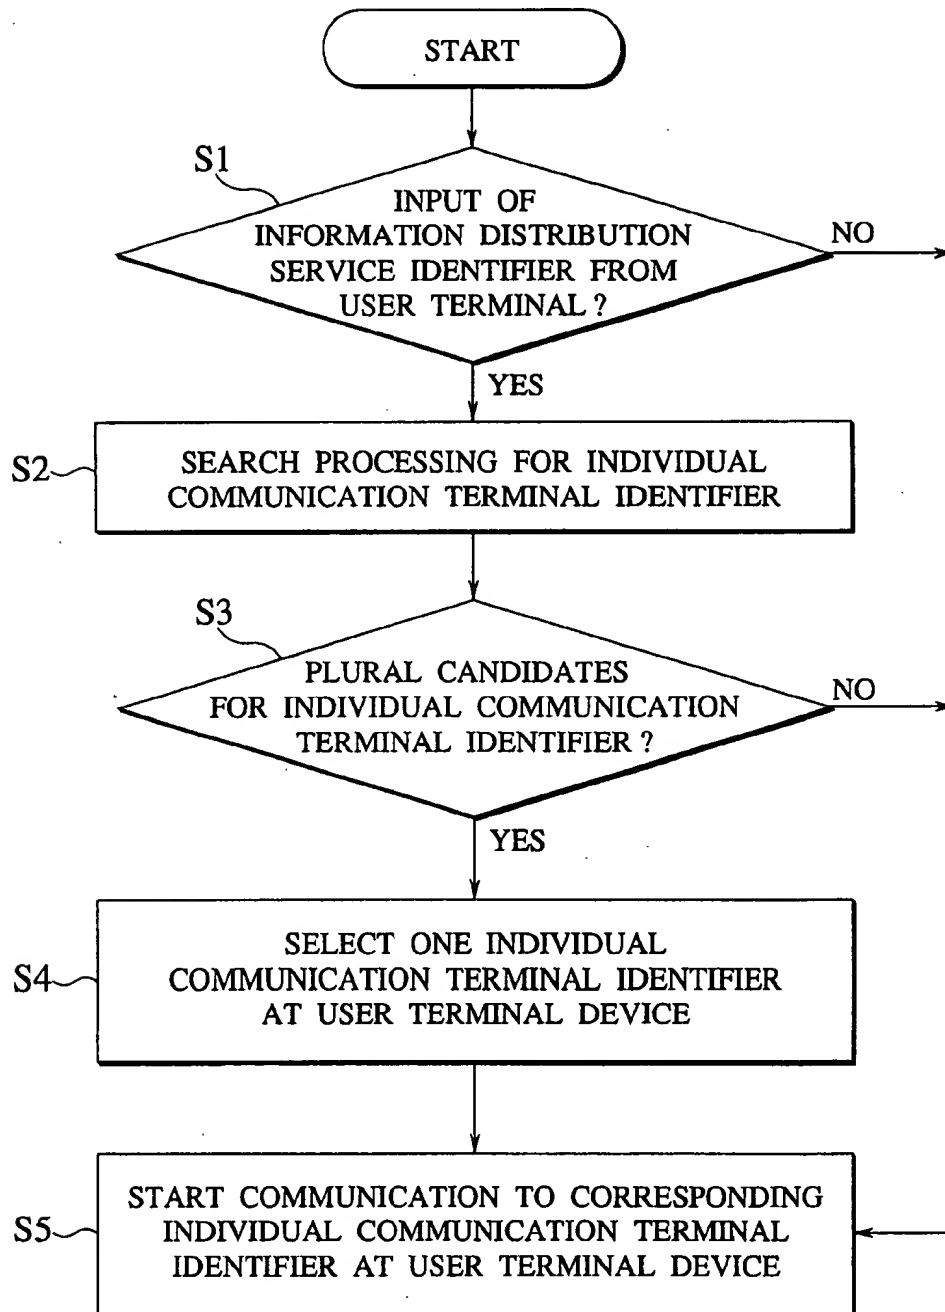 START
S1
INPUT OF
INFORMATION DISTRIBUTION
SERVICE IDENTIFIER FROM
USER TERMINAL?
NO
YES
S2
SEARCH PROCESSING FOR INDIVIDUAL
COMMUNICATION TERMINAL IDENTIFIER
S3
PLURAL CANDIDATES
FOR INDIVIDUAL COMMUNICATION
TERMINAL IDENTIFIER?
NO
YES
S4
SELECT ONE INDIVIDUAL
COMMUNICATION TERMINAL IDENTIFIER
AT USER TERMINAL DEVICE
S5
START COMMUNICATION TO CORRESPONDING
INDIVIDUAL COMMUNICATION TERMINAL
IDENTIFIER AT USER TERMINAL DEVICE